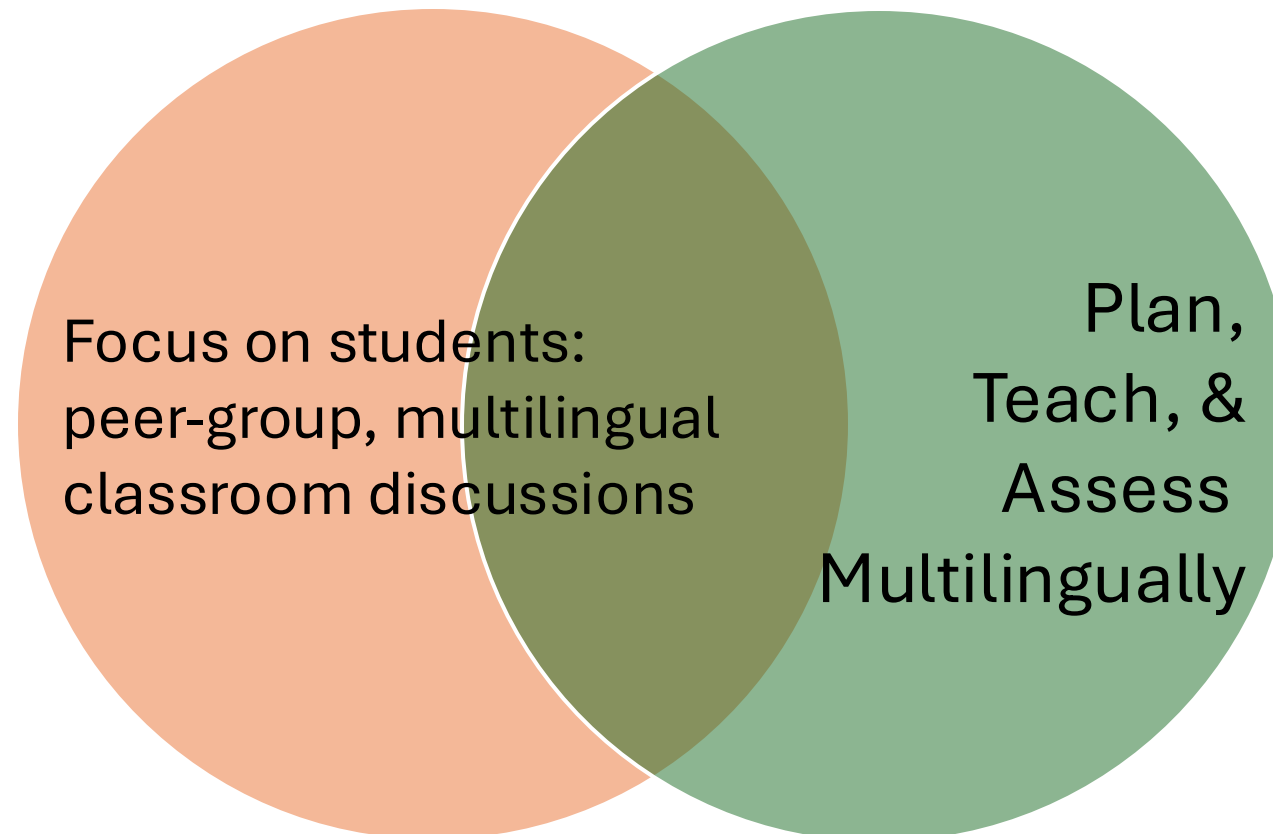 Focus on students:
peer-group, multilingual
classroom discussions
Plan,
Teach, &
Assess
Multilingually